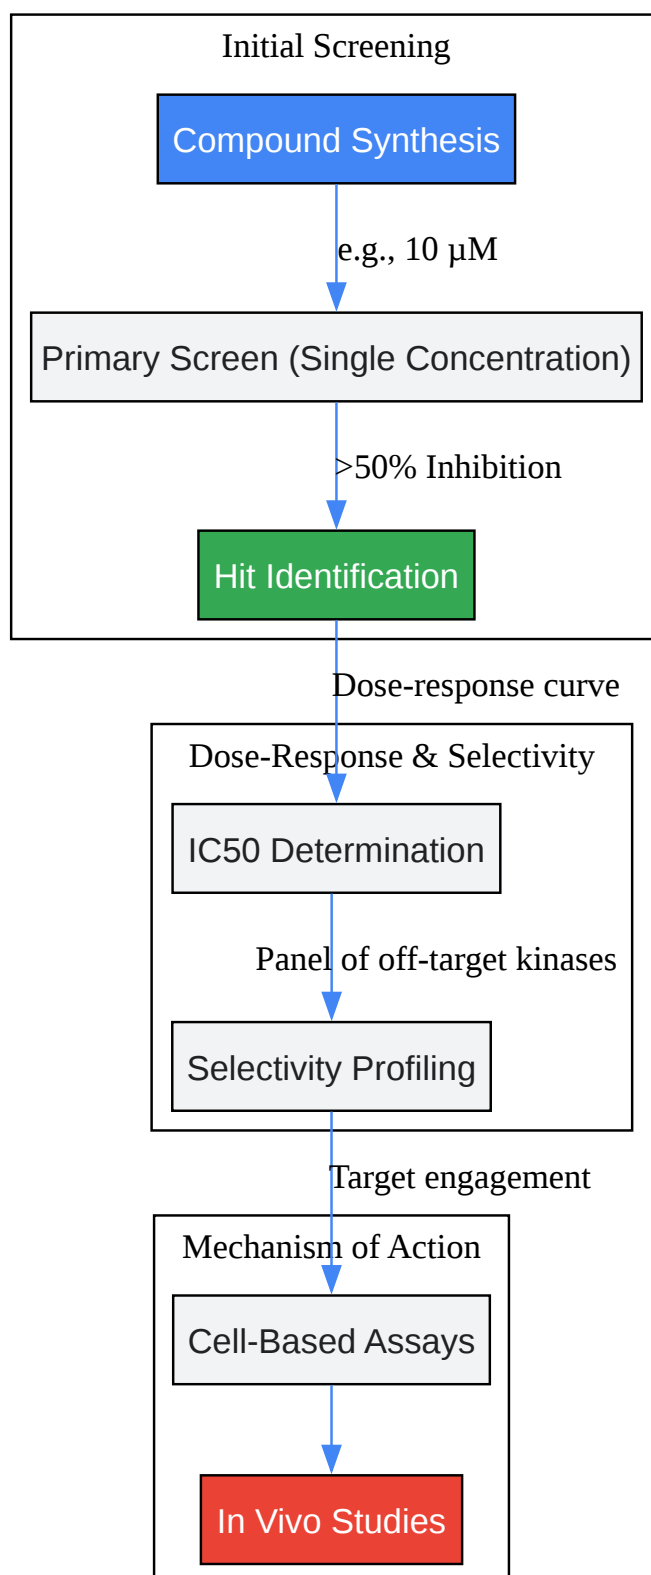 Initial Screening
Compound Synthesis
e.g., 10 µM
Primary Screen (Single Concentration)
>50% Inhibition
Hit Identification
Dose-response curve
Dose-Response & Selectivity
IC50 Determination
Panel of off-target kinases
Selectivity Profiling
Target engagement
Mechanism of Action
Cell-Based Assays
In Vivo Studies